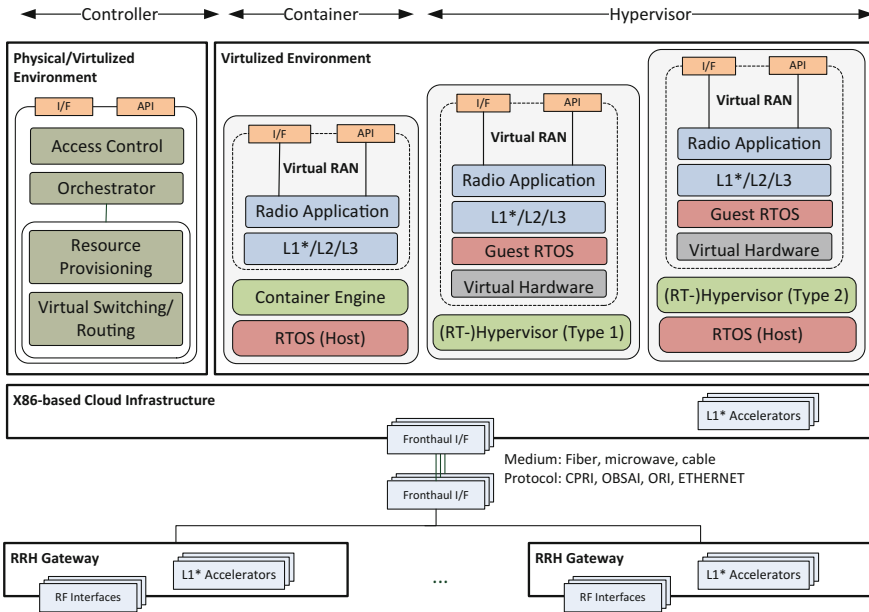 Controller
Container
Hypervisor
Physical/Virtulized
Environment
I/F
API
Access Control
Orchestrator
Resource
Provisioning
Virtual Switching/
Routing
Virtulized Environment
I/F
API
Virtual RAN
Radio Application
L1*/L2/L3
Container Engine
RTOS (Host)
I/F
API
Virtual RAN
Radio Application
L1*/L2/L3
Guest RTOS
Virtual Hardware
(RT-)Hypervisor (Type 1)
I/F
API
Virtual RAN
Radio Application
L1*/L2/L3
Guest RTOS
Virtual Hardware
(RT-)Hypervisor (Type 2)
RTOS (Host)
X86-based Cloud Infrastructure
L1* Accelerators
Fronthaul I/F
Medium: Fiber, microwave, cable
Protocol: CPRI, OBSAI, ORI, ETHERNET
Fronthaul I/F
RRH Gateway
L1* Accelerators
RF Interfaces
...
RRH Gateway
L1* Accelerators
RF Interfaces